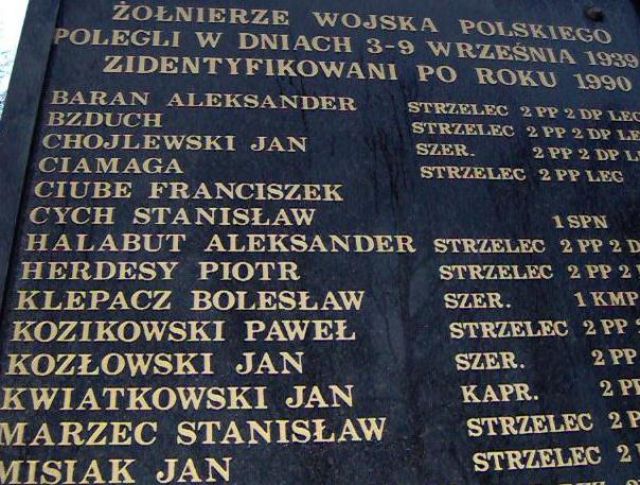 ŻOŁNIERZE WOJSKA POLSKIEGO
POLEGLI W DNIACH 3-9 WRZEŚNIA 1939
ZIDENTYFIKOWANI PO ROKU 1990
BARAN ALEKSANDER STRZELEC 2 PP 2 DP LEG
BZDUCH STRZELEC 2 PP 2 DP LE
CHOJLEWSKI JAN SZER. 2 PP 2 DP L
CIAMAGA STRZELEC 2 PP LEG
CIUBE FRANCISZEK
CYCH STANISŁAW 1 SPN
HALABUT ALEKSANDER STRZELEC 2 PP 2 D
HERDESY PIOTR STRZELEC 2 PP 2
KLEPACZ BOLESŁAW SZER. 1 KMP
KOZIKOWSKI PAWEŁ STRZELEC 2 PP
KOZŁOWSKI JAN SZER. 2 PP
KWIATKOWSKI JAN KAPR. 2 P
MARZEC STANISŁAW STRZELEC 2 P
MISIAK JAN STRZELEC 2 P